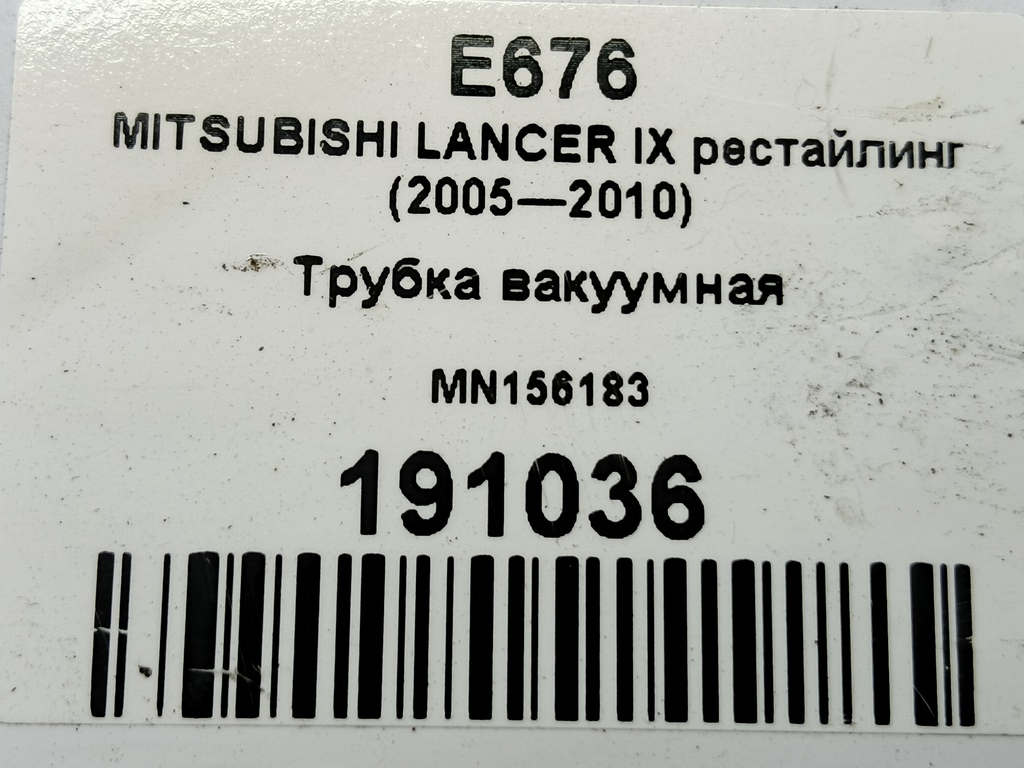 E676
MITSUBISHI LANCER IX рестайлинг
(2005—2010)
Трубка вакуумная
MN156183
191036